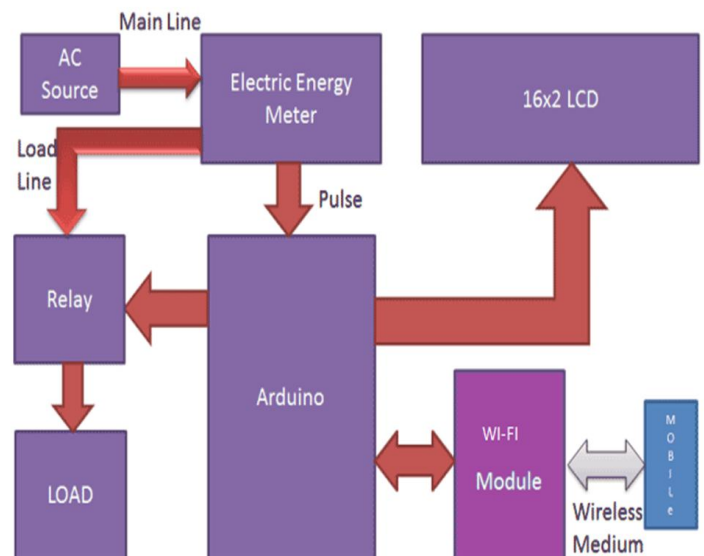 Main Line
AC
Source
Electric Energy
Meter
16x2 LCD
Load
Line
Pulse
Relay
Arduino
LOAD
WI-FI
Module
M
O
B
I
L
e
Wireless
Medium